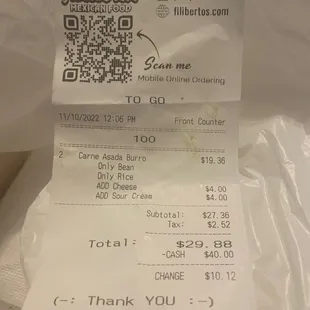 MEXICAN FOOD
filibertos.com
Scan me
Mobile Online Ordering
TO GO
11/10/2022 12:06 PM Front Counter
100
2 Carne Asada Burro $19.36
Only Bean
Only Rice
ADD Cheese $4.00
ADD Sour Cream $4.00
Subtotal: $27.36
Tax: $2.52
Total: $29.88
-CASH $40.00
CHANGE $10.12
(-: Thank YOU :-)